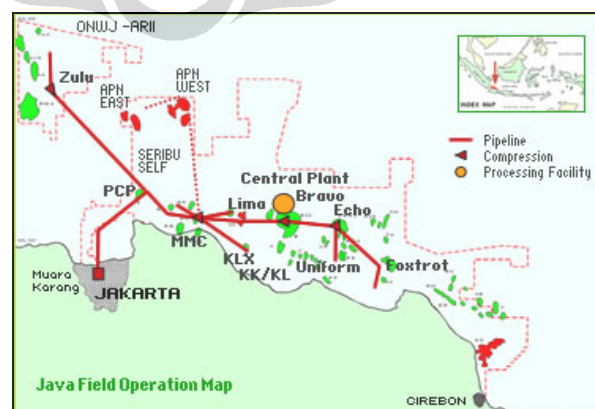 ONWJ -ARII
Zulu
APN
EAST
APN
WEST
INDEX MAP
SERIBU
SELF
Pipeline
Compression
Processing Facility
PCP
Central Plant
Bravo
Lima
Echo
MMC
KLX
KK/KL
Uniform
Foxtrot
Muara
Karang
JAKARTA
Java Field Operation Map
CIREBON